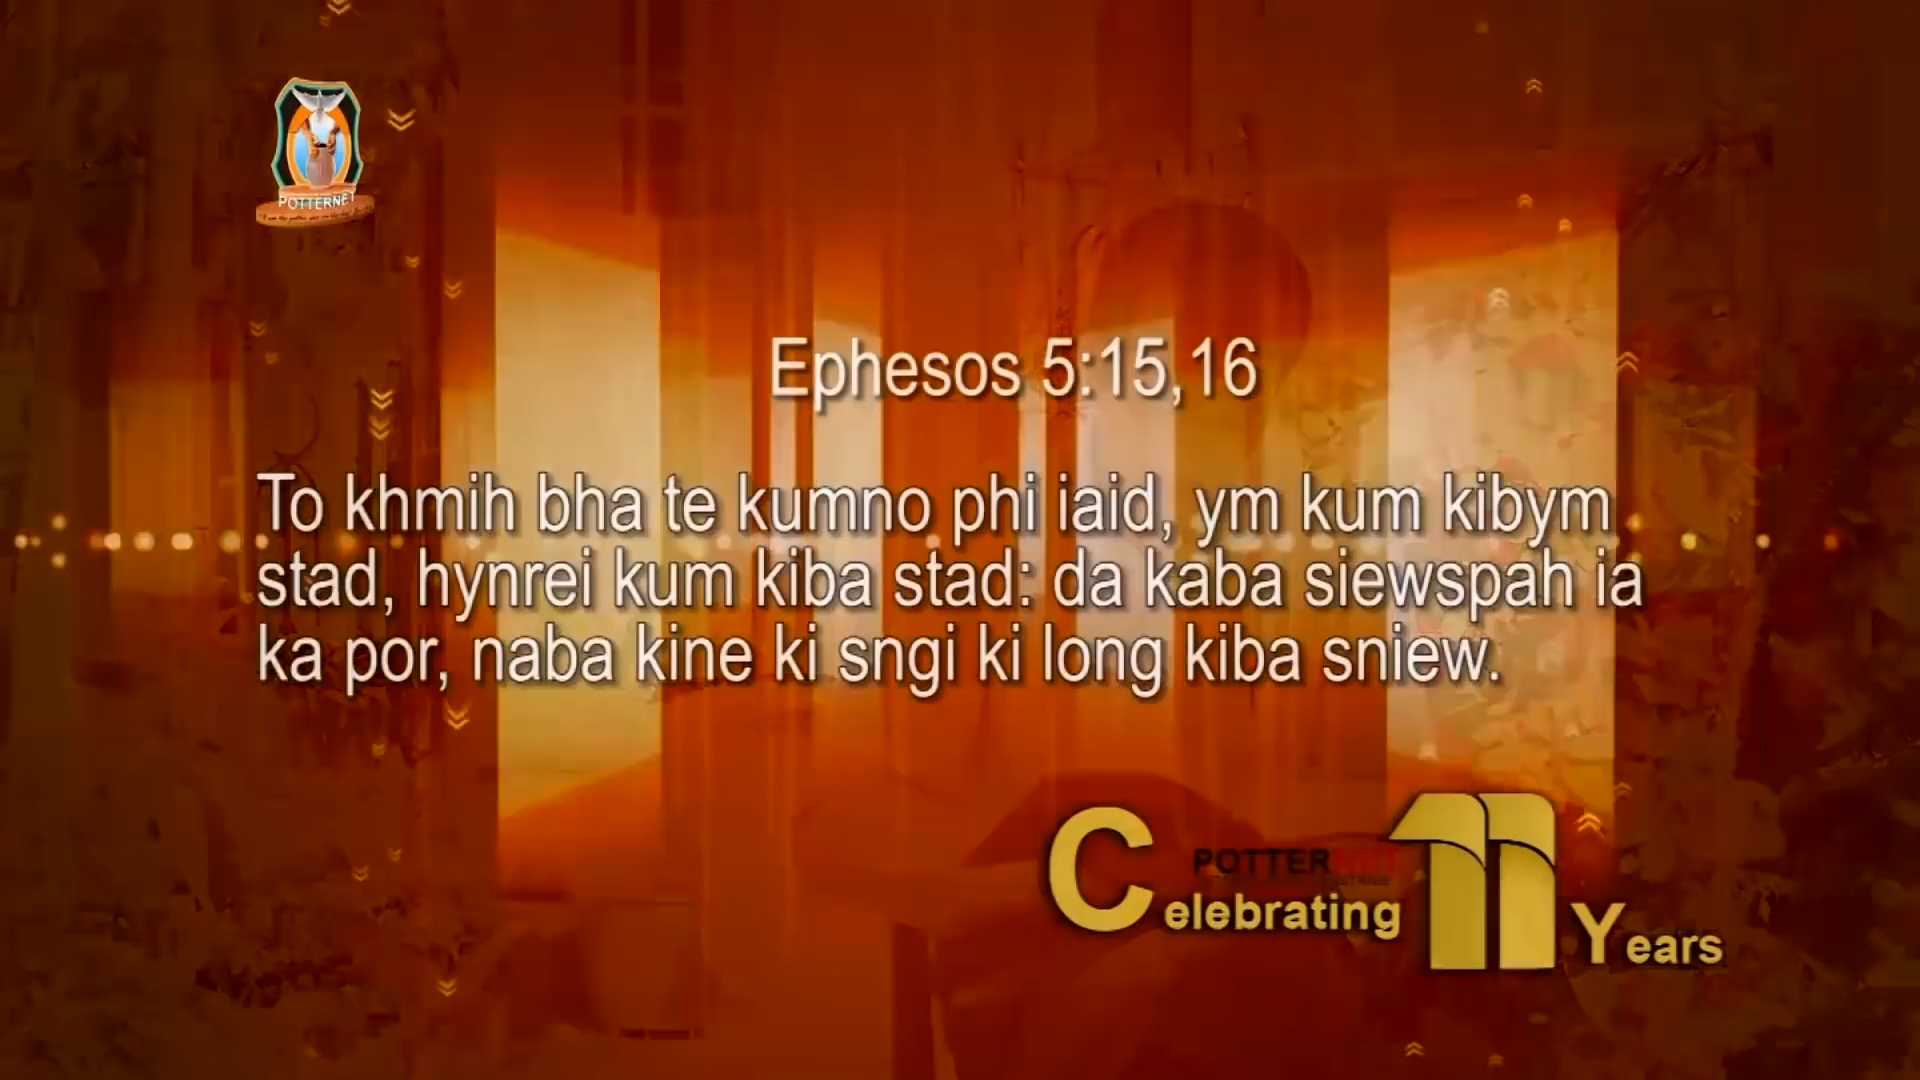 POTTERNET
Ephesos 5:15,16
To khmih bha te kumno phi iaid, ym kum kibym
stad, hynrei kum kiba stad: da kaba siewspah ia
ka por, naba kine ki sngi ki long kiba sniew.
POTTERNET
Celebrating 11 Years